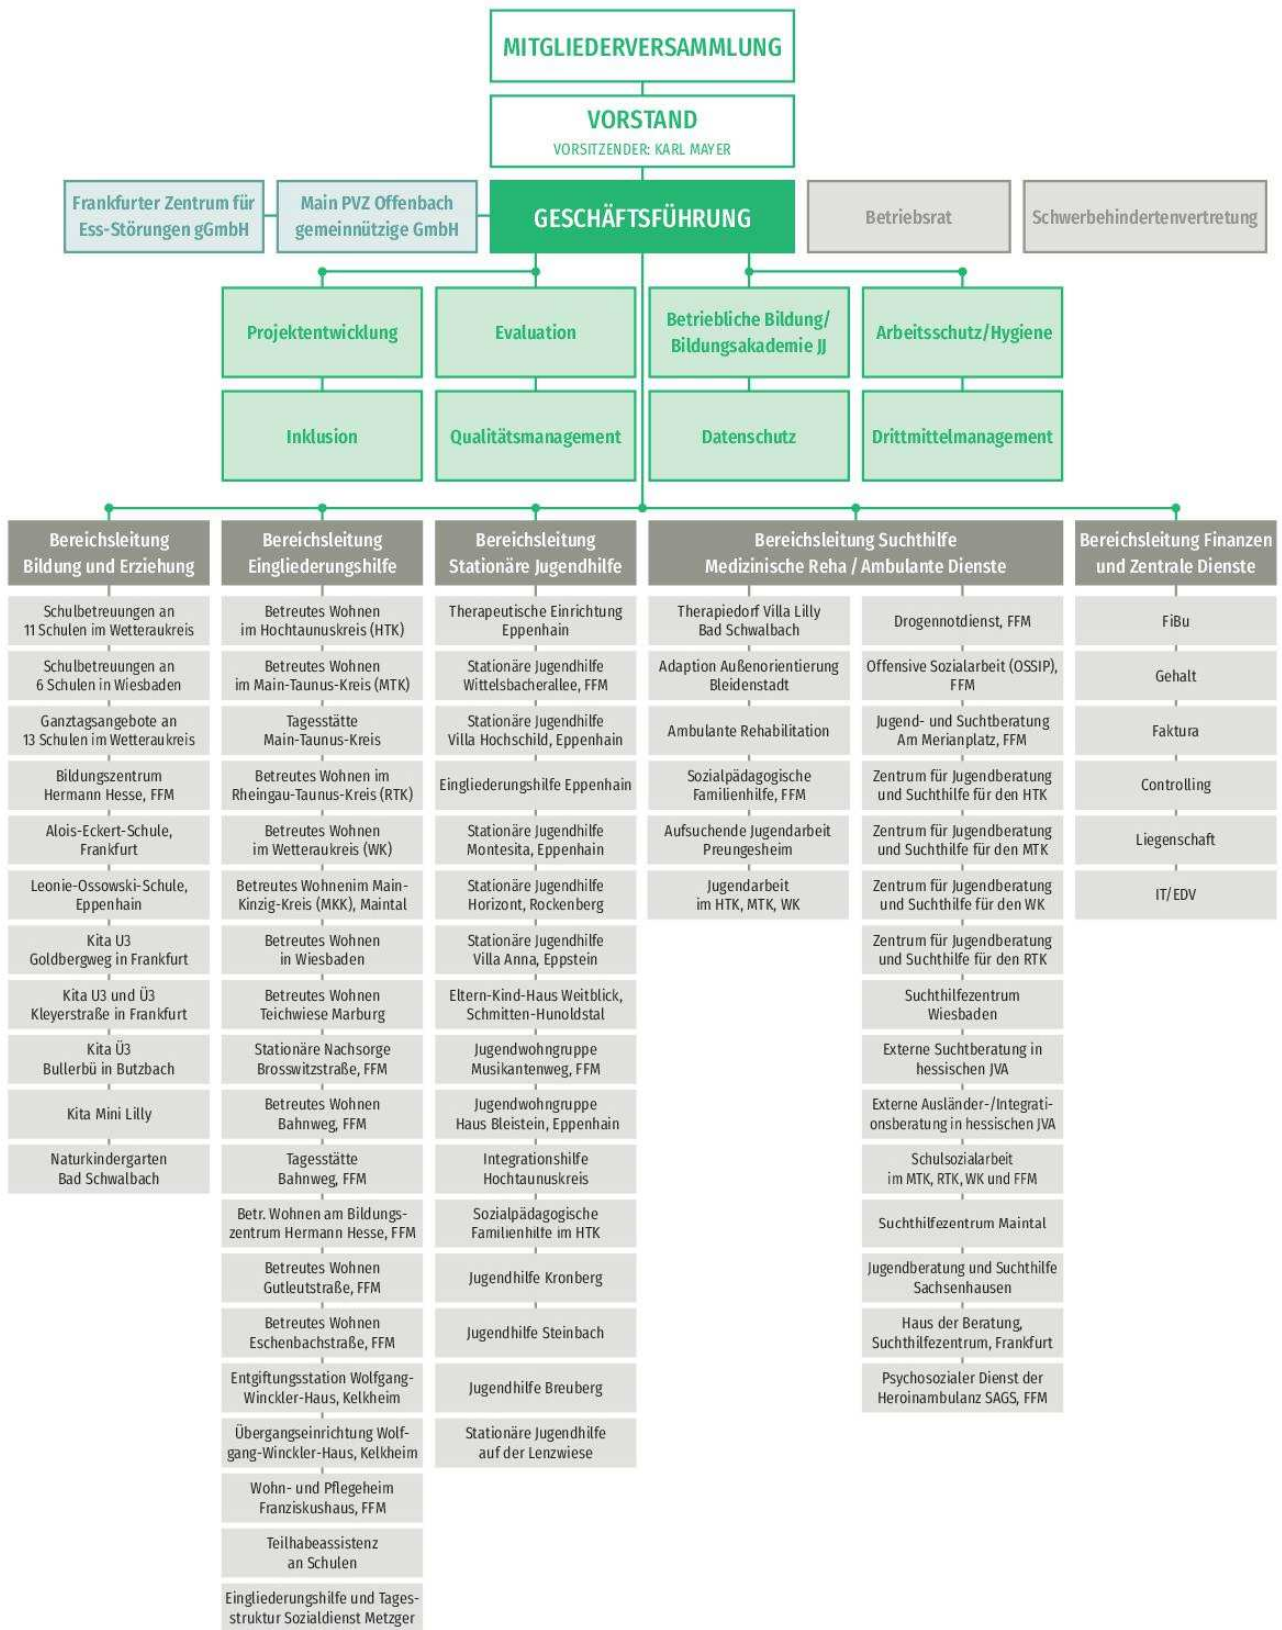 MITGLIEDERVERSAMMLUNG
VORSTAND
VORSITZENDER: KARL MAYER
Frankfurter Zentrum für
Ess-Störungen gGmbH
Main PVZ Offenbach
gemeinnützige GmbH
GESCHÄFTSFÜHRUNG
Betriebsrat
Schwerbehindertenvertretung
Projektentwicklung
Evaluation
Betriebliche Bildung/
Bildungsakademie JJ
Arbeitsschutz/Hygiene
Inklusion
Qualitätsmanagement
Datenschutz
Drittmittelmanagement
Bereichsleitung
Bildung und Erziehung
Schulbetreuungen an
11 Schulen im Wetteraukreis
Schulbetreuungen an
6 Schulen in Wiesbaden
Ganztagsangebote an
13 Schulen im Wetteraukreis
Bildungszentrum
Hermann Hesse, FFM
Alois-Eckert-Schule,
Frankfurt
Leonie-Ossowski-Schule,
Eppenhain
Kita U3
Goldbergweg in Frankfurt
Kita U3 und Ü3
Kleyerstraße in Frankfurt
Kita Ü3
Bullerbü in Butzbach
Kita Mini Lilly
Naturkindergarten
Bad Schwalbach
Bereichsleitung
Eingliederungshilfe
Betreutes Wohnen
im Hochtaunuskreis (HTK)
Betreutes Wohnen
im Main-Taunus-Kreis (MTK)
Tagesstätte
Main-Taunus-Kreis
Betreutes Wohnen im
Rheingau-Taunus-Kreis (RTK)
Betreutes Wohnen
im Wetteraukreis (WK)
Betreutes Wohnenim Main-
Kinzig-Kreis (MKK), Maintal
Betreutes Wohnen
in Wiesbaden
Betreutes Wohnen
Teichwiese Marburg
Stationäre Nachsorge
Brosswitzstraße, FFM
Betreutes Wohnen
Bahnweg, FFM
Tagesstätte
Bahnweg, FFM
Betr. Wohnen am Bildungs-
zentrum Hermann Hesse, FFM
Betreutes Wohnen
Gutleutstraße, FFM
Betreutes Wohnen
Eschenbachstraße, FFM
Entgiftungsstation Wolfgang-
Winckler-Haus, Kelkheim
Übergangseinrichtung Wolf-
gang-Winckler-Haus, Kelkheim
Wohn- und Pflegeheim
Franziskushaus, FFM
Teilhabeassistenz
an Schulen
Eingliederungshilfe und Tages-
struktur Sozialdienst Metzger
Bereichsleitung
Stationäre Jugendhilfe
Therapeutische Einrichtung
Eppenhain
Stationäre Jugendhilfe
Wittelsbacherallee, FFM
Stationäre Jugendhilfe
Villa Hochschild, Eppenhain
Eingliederungshilfe Eppenhain
Stationäre Jugendhilfe
Montesita, Eppenhain
Stationäre Jugendhilfe
Horizont, Rockenberg
Stationäre Jugendhilfe
Villa Anna, Eppstein
Eltern-Kind-Haus Weitblick,
Schmitten-Hunoldstal
Jugendwohngruppe
Musikantenweg, FFM
Jugendwohngruppe
Haus Bleistein, Eppenhain
Integrationshilfe
Hochtaunuskreis
Sozialpädagogische
Familienhilfe im HTK
Jugendhilfe Kronberg
Jugendhilfe Steinbach
Jugendhilfe Breuberg
Stationäre Jugendhilfe
auf der Lenzwiese
Bereichsleitung Suchthilfe
Medizinische Reha / Ambulante Dienste
Therapiedorf Villa Lilly
Bad Schwalbach
Adaption Außenorientierung
Bleidenstadt
Ambulante Rehabilitation
Sozialpädagogische
Familienhilfe, FFM
Aufsuchende Jugendarbeit
Preungesheim
Jugendarbeit
im HTK, MTK, WK
Drogennotdienst, FFM
Offensive Sozialarbeit (OSSIP),
FFM
Jugend- und Suchtberatung
Am Merianplatz, FFM
Zentrum für Jugendberatung
und Suchthilfe für den HTK
Zentrum für Jugendberatung
und Suchthilfe für den MTK
Zentrum für Jugendberatung
und Suchthilfe für den WK
Zentrum für Jugendberatung
und Suchthilfe für den RTK
Suchthilfezentrum
Wiesbaden
Externe Suchtberatung in
hessischen JVA
Externe Ausländer-/Integrati-
onsberatung in hessischen JVA
Schulsozialarbeit
im MTK, RTK, WK und FFM
Suchthilfezentrum Maintal
Jugendberatung und Suchthilfe
Sachsenhausen
Haus der Beratung,
Suchthilfezentrum, Frankfurt
Psychosozialer Dienst der
Heroinambulanz SAGS, FFM
Bereichsleitung Finanzen
und Zentrale Dienste
FiBu
Gehalt
Faktura
Controlling
Liegenschaft
IT/EDV